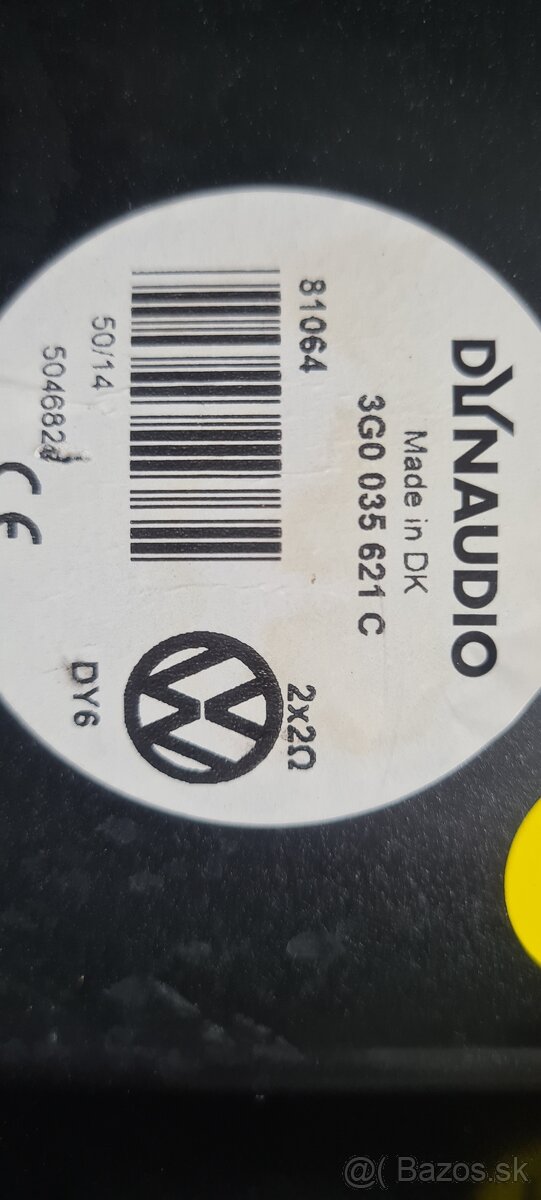 DYNAUDIO
Made in DK
3G0 035 621 C
81064
2x2Ω
50/14
CE
DY6
@( Bazos.sk